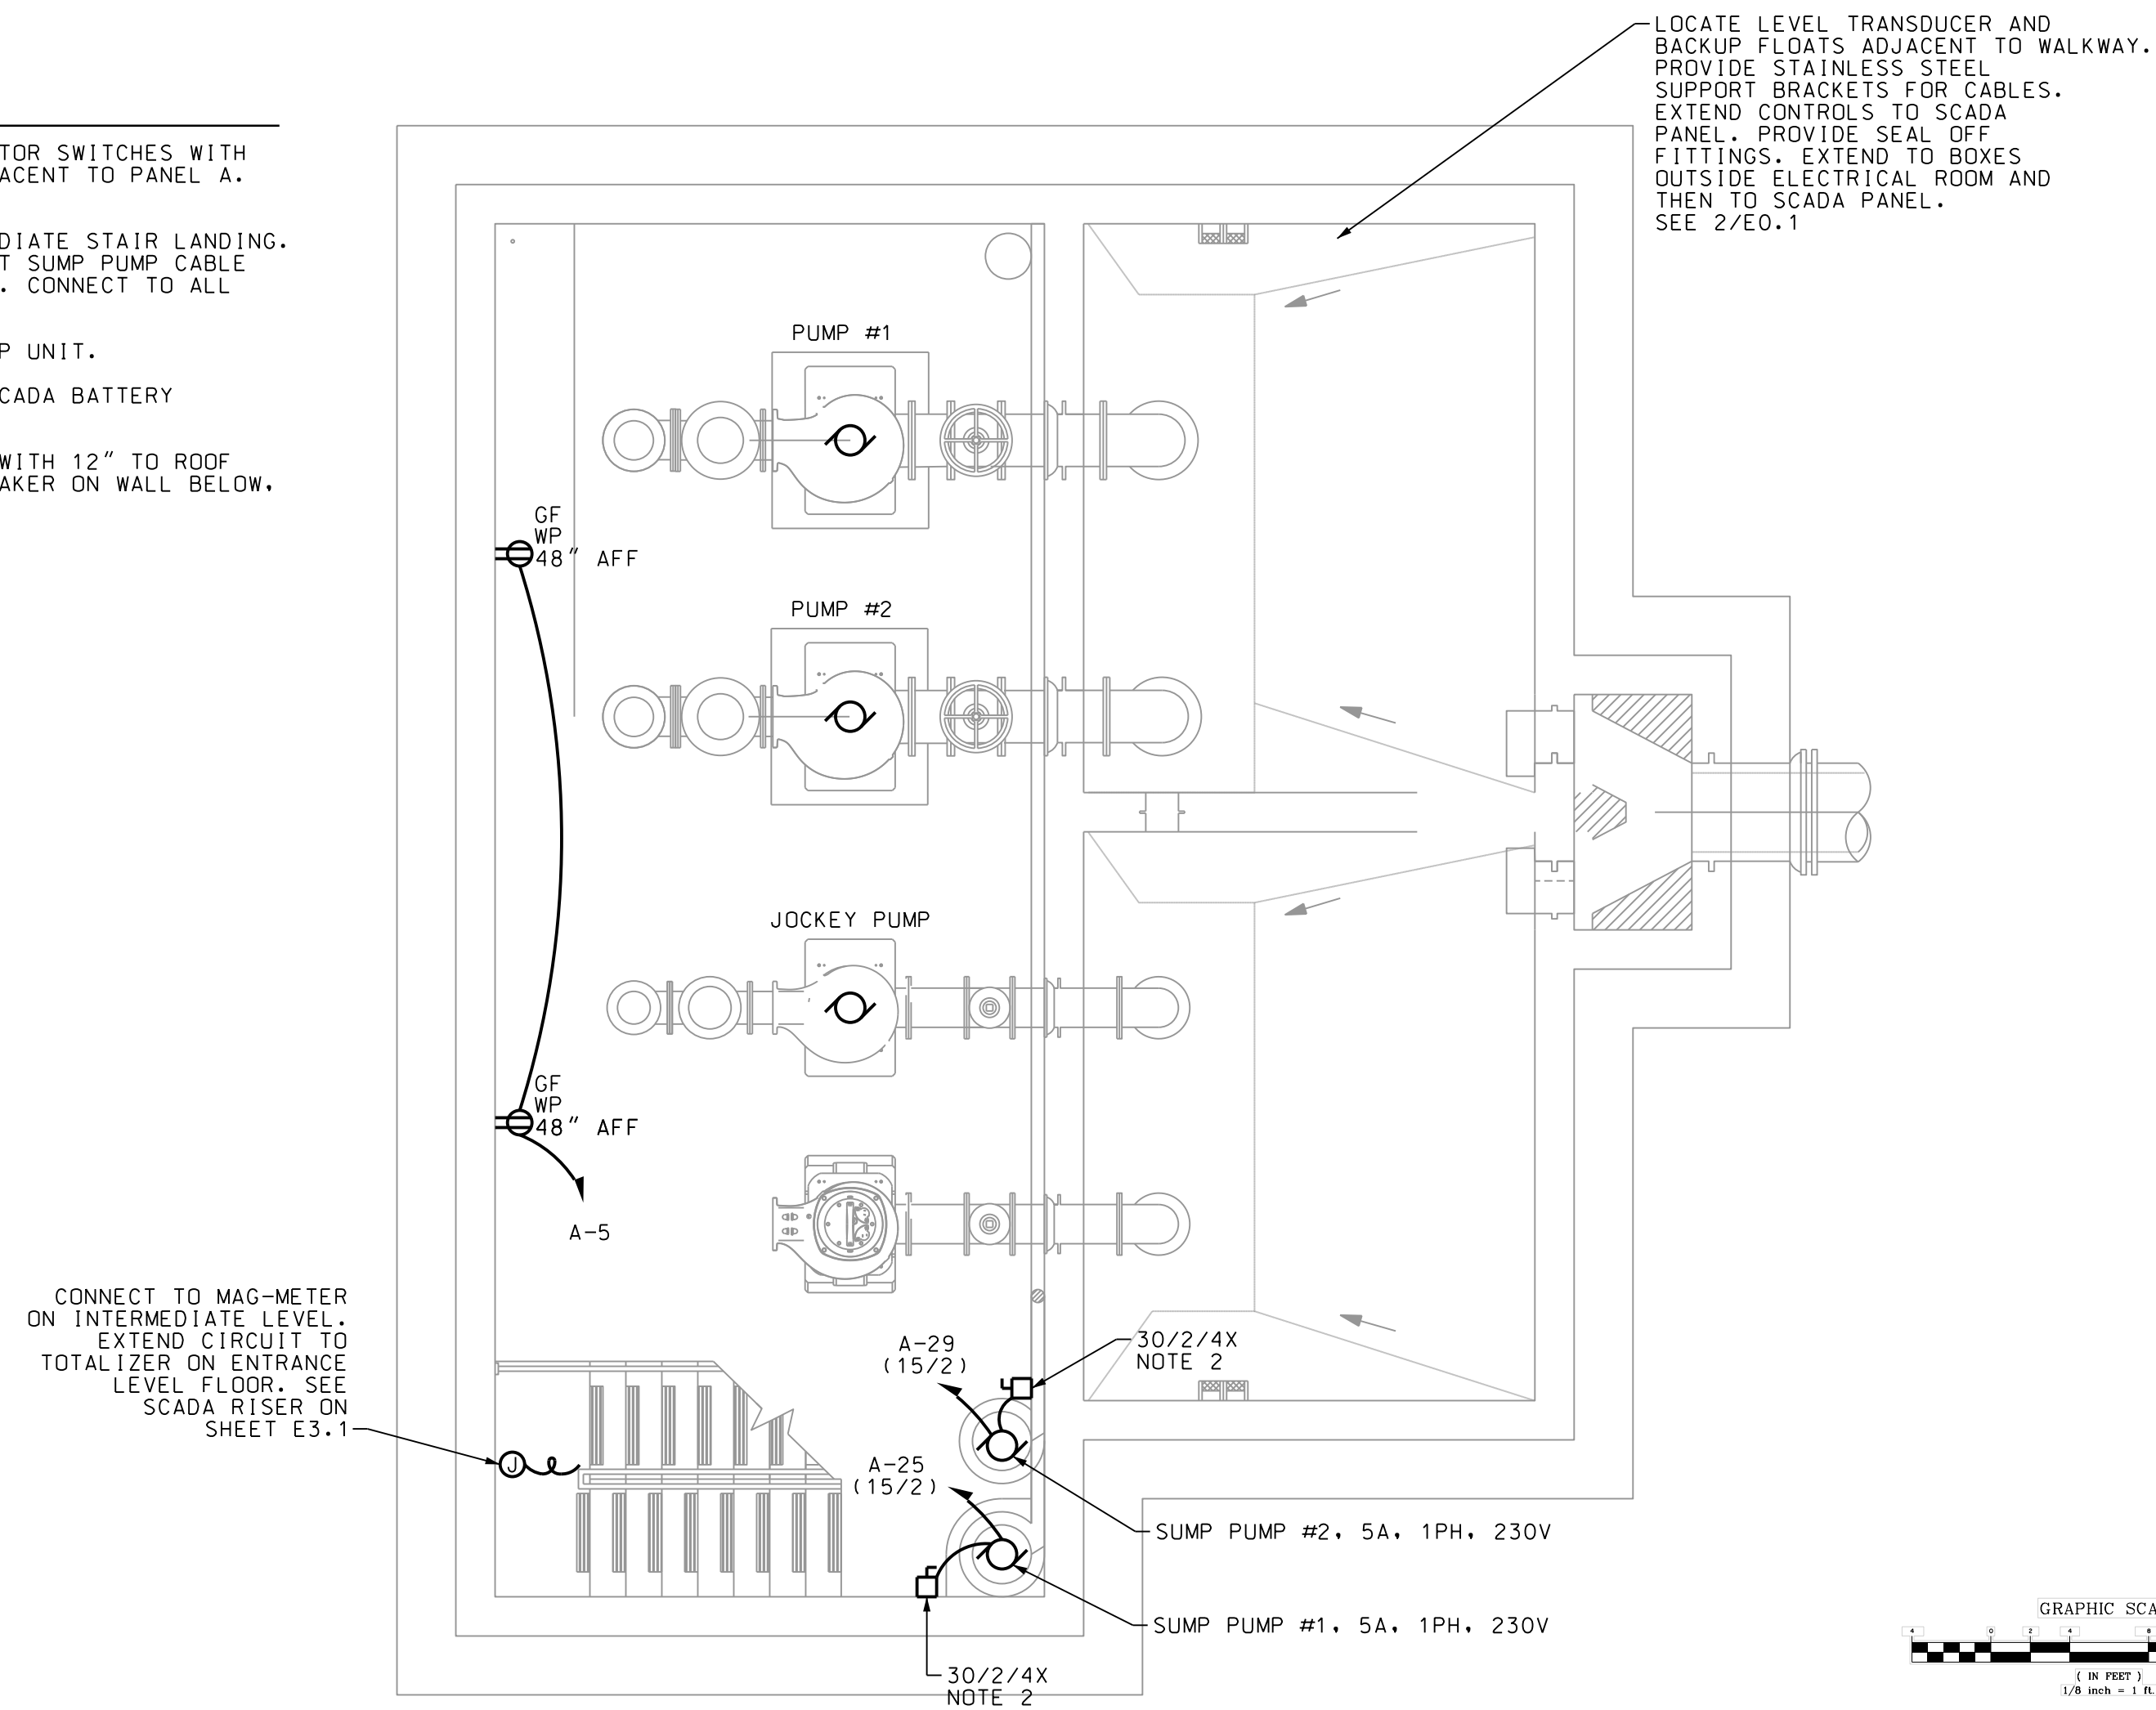 TOR SWITCHES WITH
ACENT TO PANEL A.
DIATE STAIR LANDING.
T SUMP PUMP CABLE
. CONNECT TO ALL
P UNIT.
CADA BATTERY
WITH 12" TO ROOF
AKER ON WALL BELOW,
LOCATE LEVEL TRANSDUCER AND
BACKUP FLOATS ADJACENT TO WALKWAY.
PROVIDE STAINLESS STEEL
SUPPORT BRACKETS FOR CABLES.
EXTEND CONTROLS TO SCADA
PANEL. PROVIDE SEAL OFF
FITTINGS. EXTEND TO BOXES
OUTSIDE ELECTRICAL ROOM AND
THEN TO SCADA PANEL.
SEE 2/E0.1
PUMP #1
GF
WP
48" AFF
PUMP #2
JOCKEY PUMP
GF
WP
48" AFF
A-5
CONNECT TO MAG-METER
ON INTERMEDIATE LEVEL.
EXTEND CIRCUIT TO
TOTALIZER ON ENTRANCE
LEVEL FLOOR. SEE
SCADA RISER ON
SHEET E3.1
J
A-29
(15/2)
30/2/4X
NOTE 2
A-25
(15/2)
SUMP PUMP #2, 5A, 1PH, 230V
SUMP PUMP #1, 5A, 1PH, 230V
30/2/4X
NOTE 2
GRAPHIC SCA
4 0 2 4 8
( IN FEET )
1/8 inch = 1 ft.